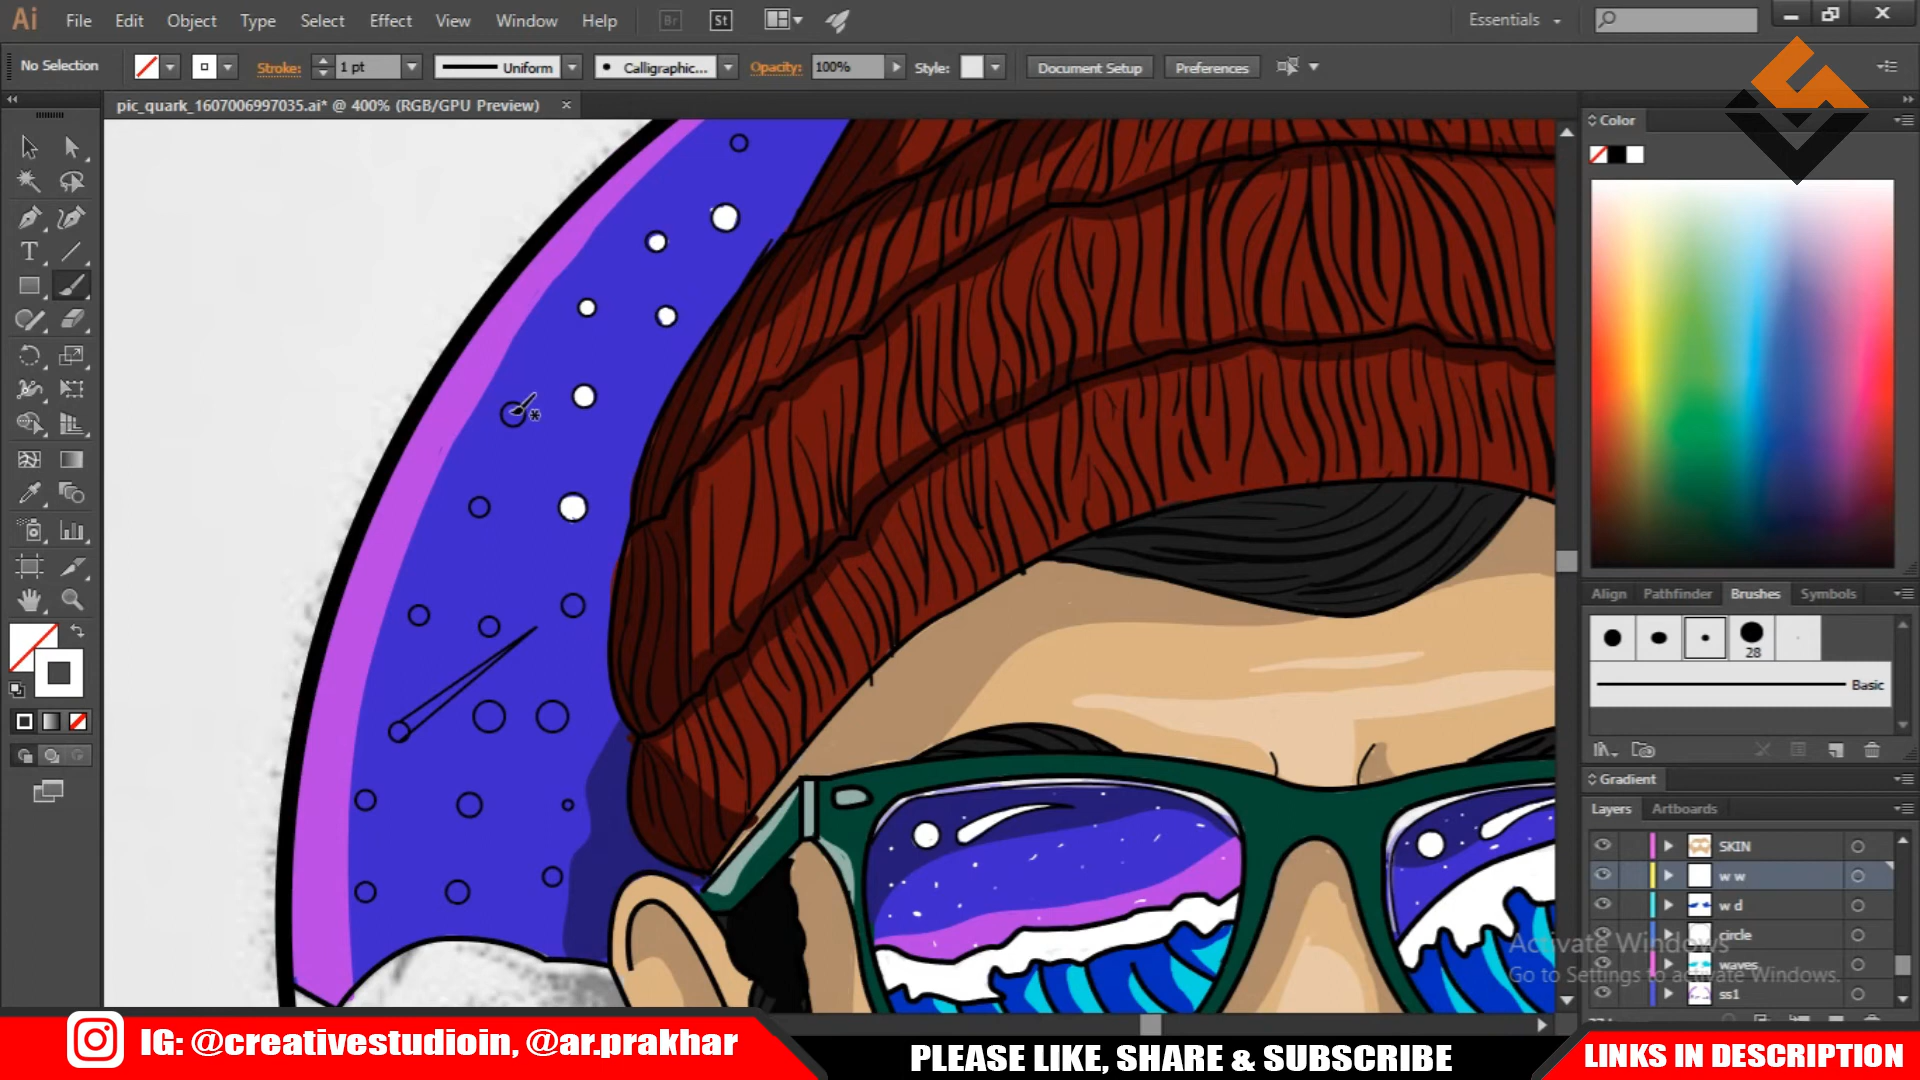 Ai File Edit Object Type Select Effect View Window Help Br St Essentials
No Selection Stroke: 1 pt Uniform Calligraphic... Opacity: 100% Style: Document Setup Preferences
pic_quark_1607006997035.ai* @ 400% (RGB/GPU Preview) ×
Color
T
Align Pathfinder Brushes Symbols
28
Basic
Gradient
Layers Artboards
SKIN
w w
w d
circle
waves
ss1
Activate Windows
Go to Settings to activate Windows.
IG: @creativestudioin, @ar.prakhar
PLEASE LIKE, SHARE & SUBSCRIBE
LINKS IN DESCRIPTION